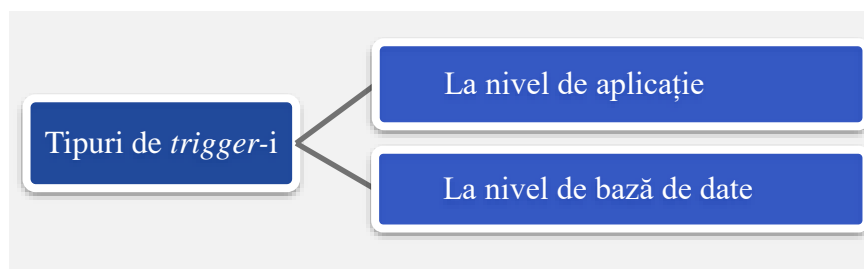 La nivel de aplicație
Tipuri de trigger-i
La nivel de bază de date